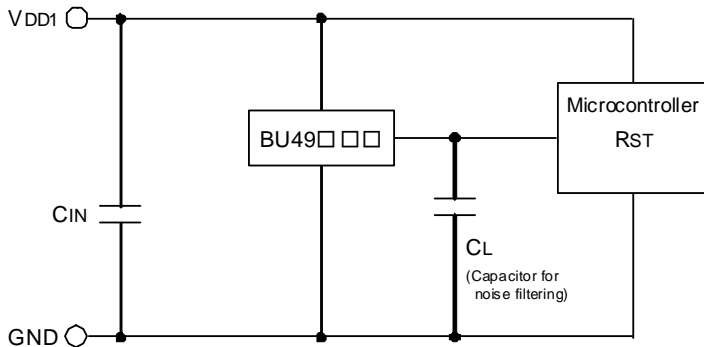 VDD1
BU49□□□
Microcontroller
RST
CIN
CL
(Capacitor for
noise filtering)
GND